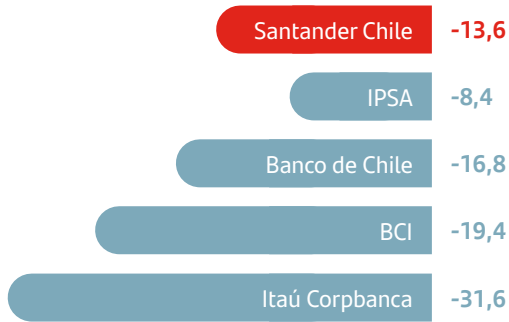 Santander Chile -13,6
IPSA -8,4
Banco de Chile -16,8
BCI -19,4
Itaú Corpbanca -31,6